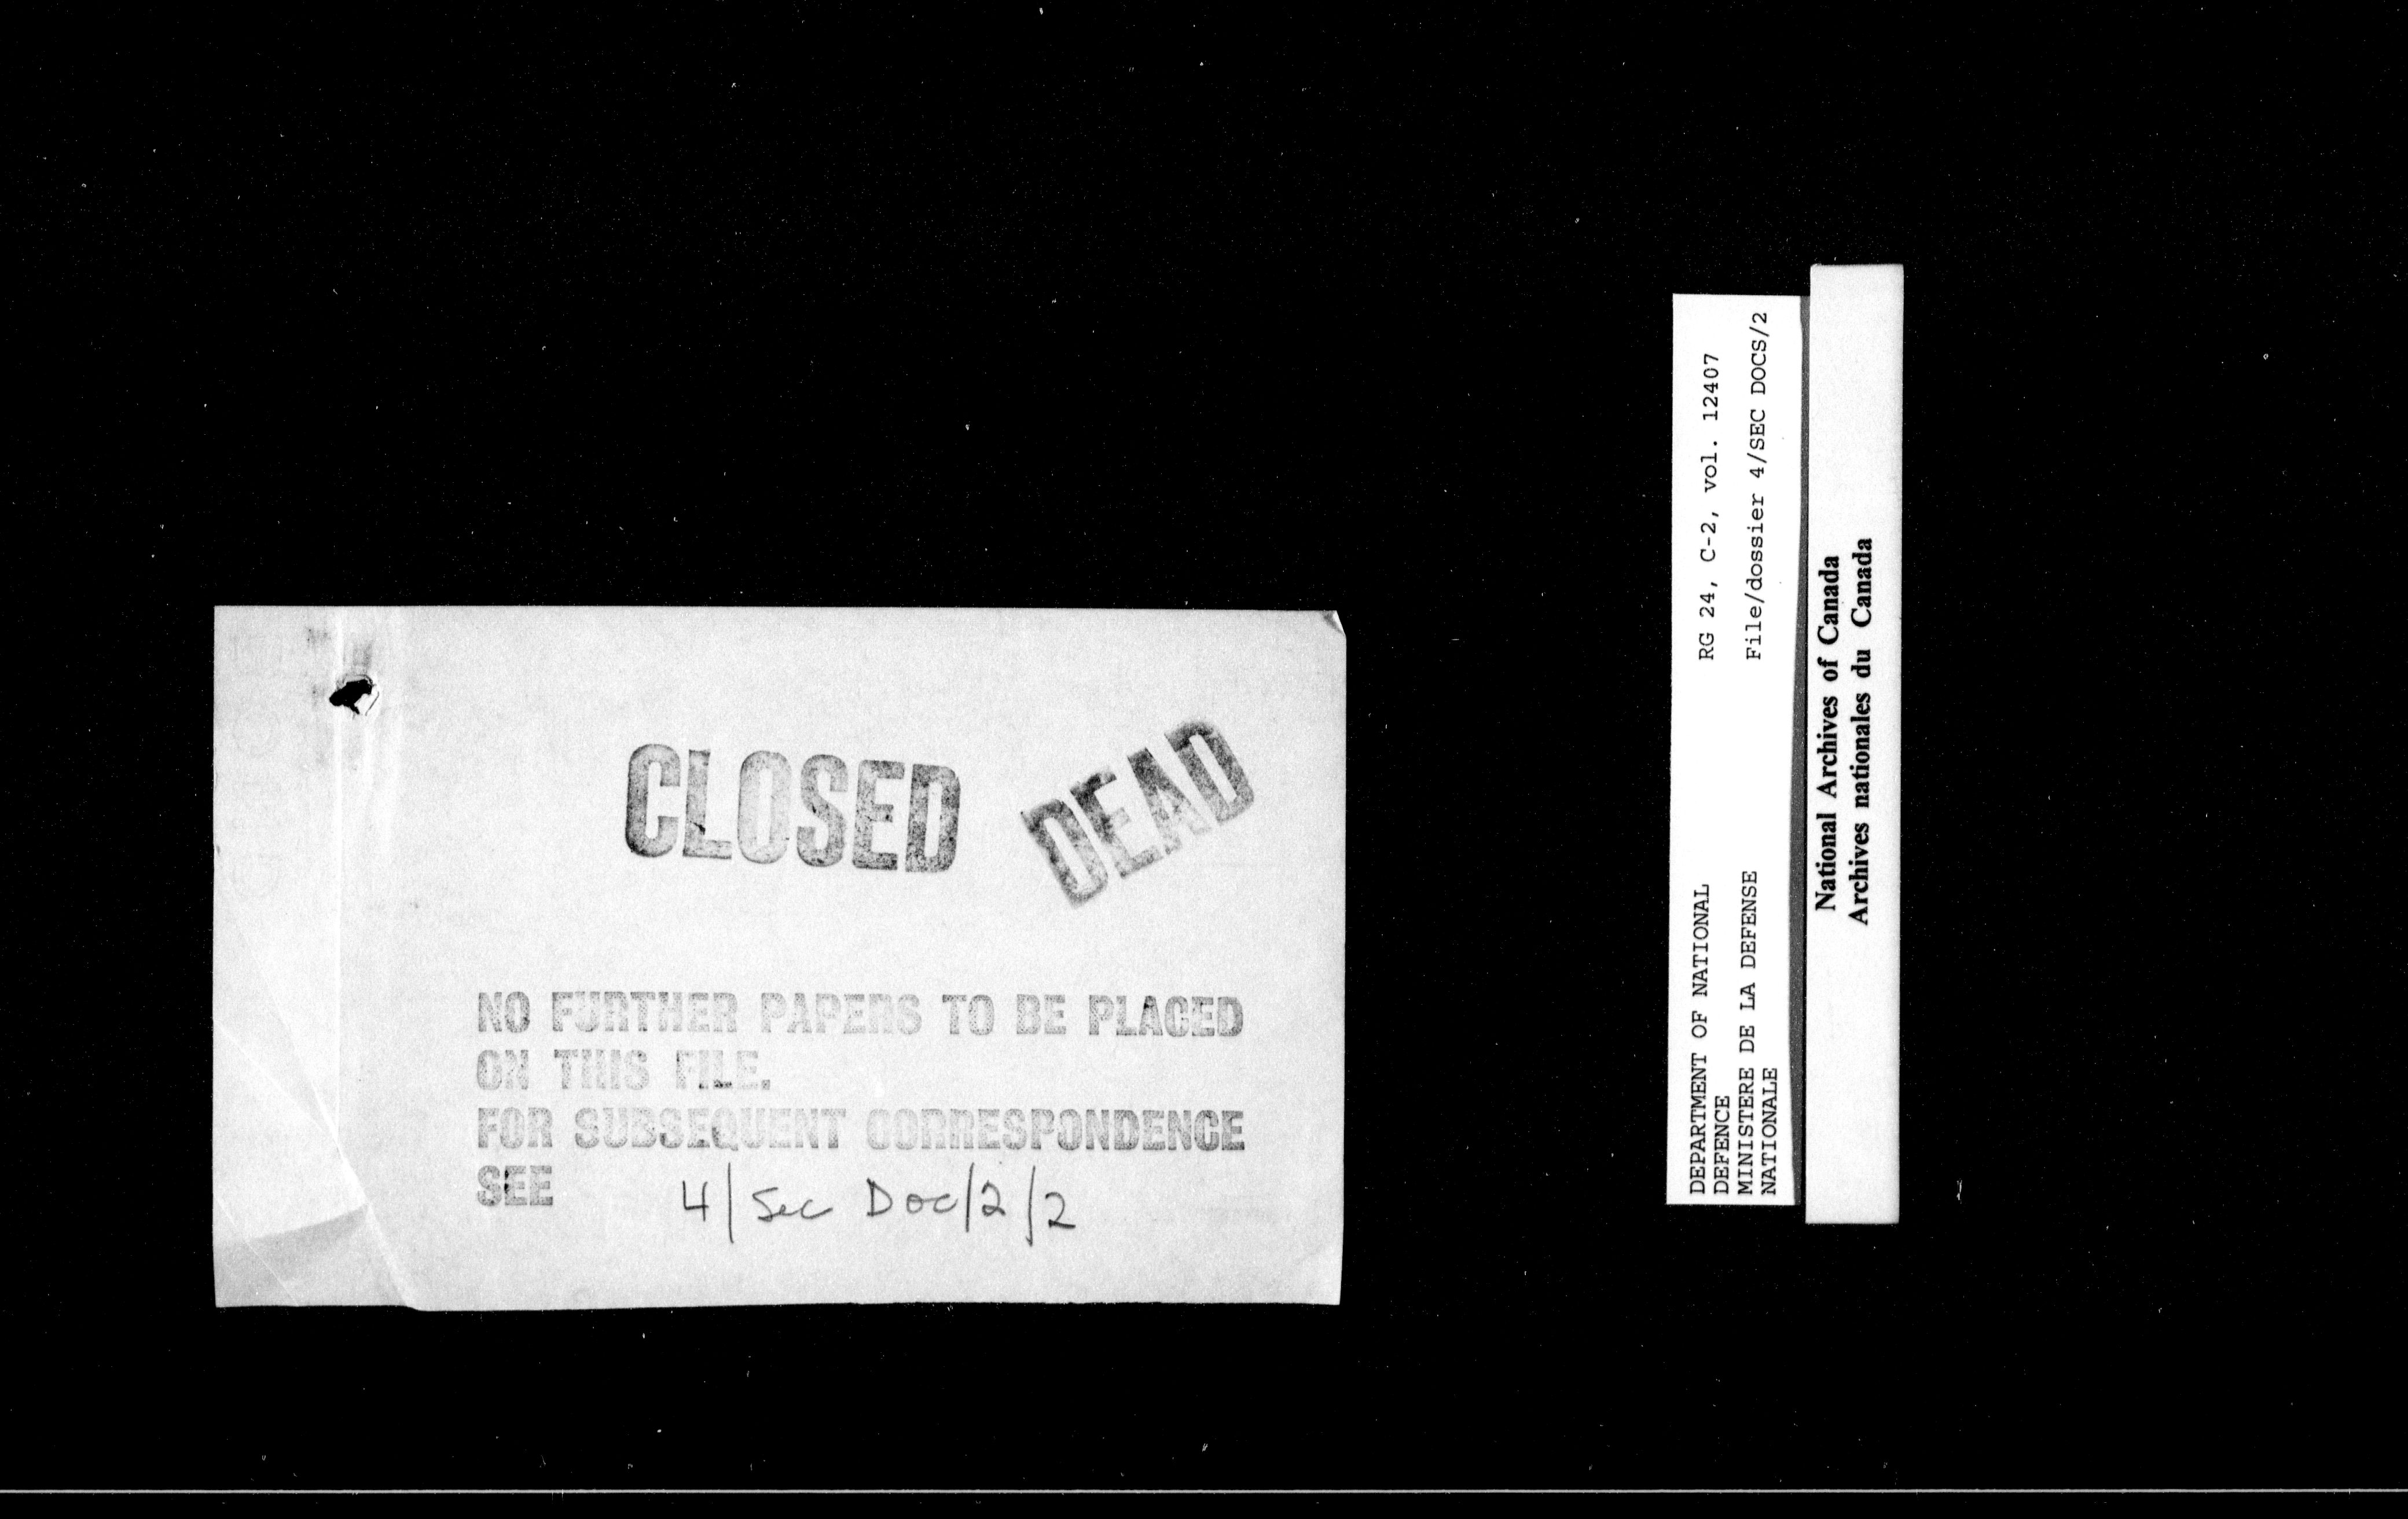 CLOSED
DEAD
NO FURTHER PAPERS TO BE PLACED
ON THIS FILE.
FOR SUBSEQUENT CORRESPONDENCE
SEE 4/Sec Doc/2/2
DEPARTMENT OF NATIONAL
DEFENCE
MINISTERE DE LA DEFENSE
NATIONALE
RG 24, C-2, vol. 12407
File/dossier 4/SEC DOCS/2
National Archives of Canada
Archives nationales du Canada